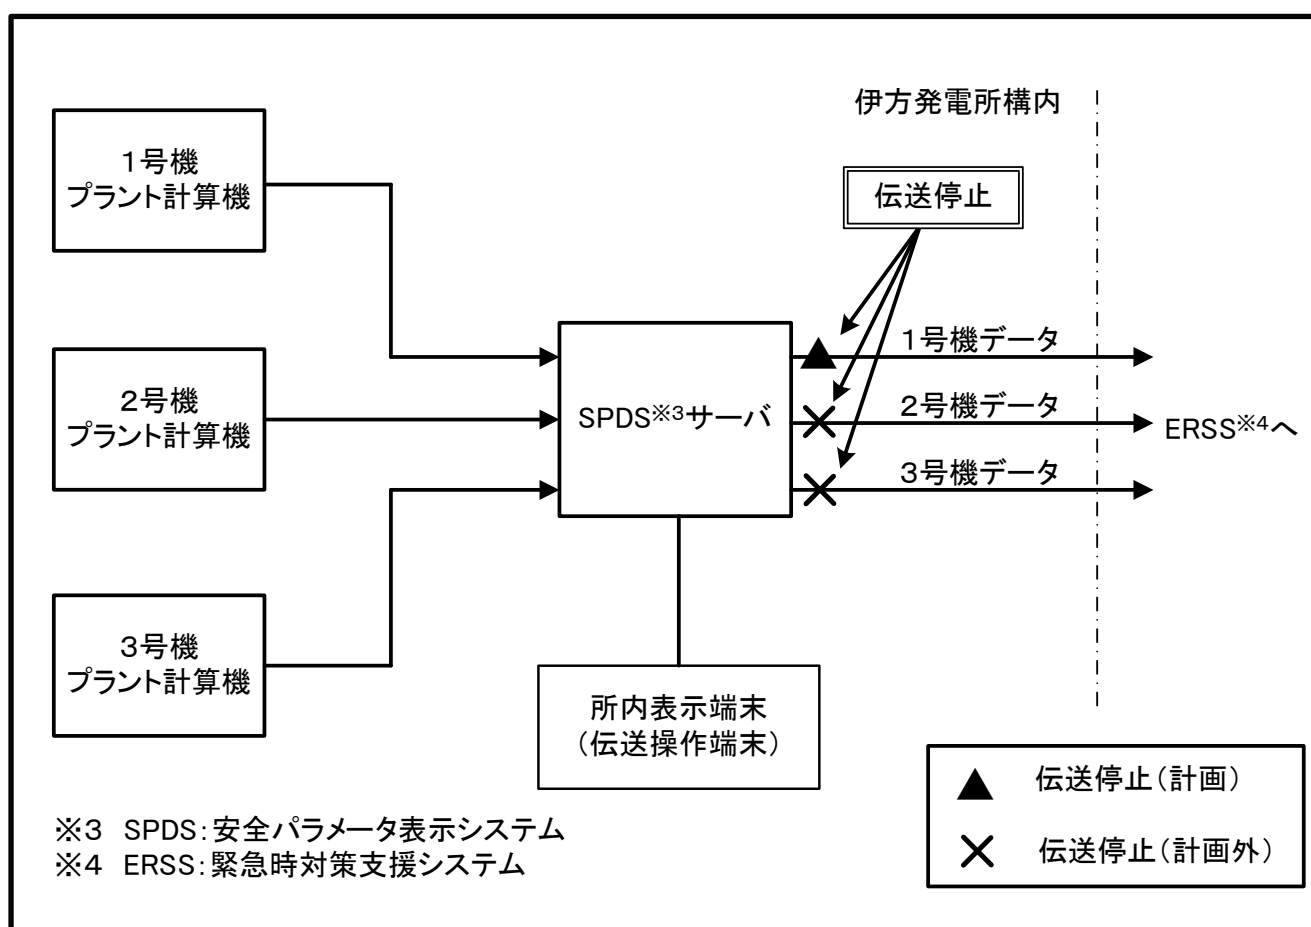 伊方発電所構内
1号機
プラント計算機
伝送停止
2号機
プラント計算機
SPDS※3サーバ
1号機データ
2号機データ
3号機データ
ERSS※4へ
3号機
プラント計算機
所内表示端末
(伝送操作端末)
▲ 伝送停止(計画)
× 伝送停止(計画外)
※3 SPDS:安全パラメータ表示システム
※4 ERSS:緊急時対策支援システム